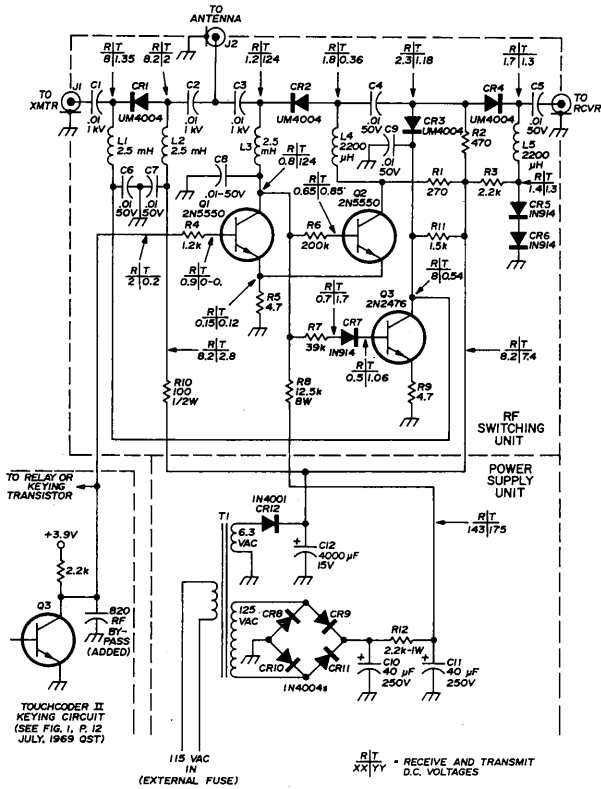 TO
ANTENNA
J2
R|T
8|1.35
R|T
8.2|2
R|T
1.2|124
R|T
1.8|0.36
R|T
2.3|1.18
R|T
1.7|1.3
TO
XMTR
J1
C1
.01
1 kV
CR1
UM4004
C2
.01
1 kV
C3
.01
1 kV
CR2
UM4004
C4
.01
50V
CR3
UM4004
CR4
UM4004
C5
.01
50V
TO
RCVR
L1
2.5 mH
L2
2.5 mH
L3
2.5
mH
L4
2200
μH
C9
.01
50V
R2
470
L5
2200
μH
C6
.01
50V
C7
.01
50V
C8
.01-50V
R|T
0.8|124
R|T
0.65|0.85
Q1
2N5550
Q2
2N5550
R1
270
R3
2.2k
R|T
1.4|1.3
CR5
IN914
CR6
IN914
R4
1.2k
R6
200k
R11
1.5k
R|T
2|0.2
R|T
0.9|0-0.
R|T
0.15|0.12
R5
4.7
R|T
0.7|1.7
R|T
8|0.54
Q3
2N2476
R7
39k
CR7
IN914
R|T
0.5|1.06
R|T
8.2|2.8
R|T
8.2|7.4
R10
100
1/2W
R8
12.5k
8W
R9
4.7
RF
SWITCHING
UNIT
TO RELAY OR
KEYING
TRANSISTOR
POWER
SUPPLY
UNIT
+3.9V
2.2k
Q3
820
RF
BY-
PASS
(ADDED)
T1
6.3
VAC
1N4001
CR12
+
C12
4000 μF
15V
R|T
143|175
125
VAC
CR8
CR9
CR10
CR11
1N4004s
R12
2.2k-1W
+
C10
40 μF
250V
+
C11
40 μF
250V
TOUCHCODER II
KEYING CIRCUIT
(SEE FIG. 1, P. 12
JULY, 1969 QST)
115 VAC
IN
(EXTERNAL FUSE)
R|T
XX|YY = RECEIVE AND TRANSMIT
D.C. VOLTAGES